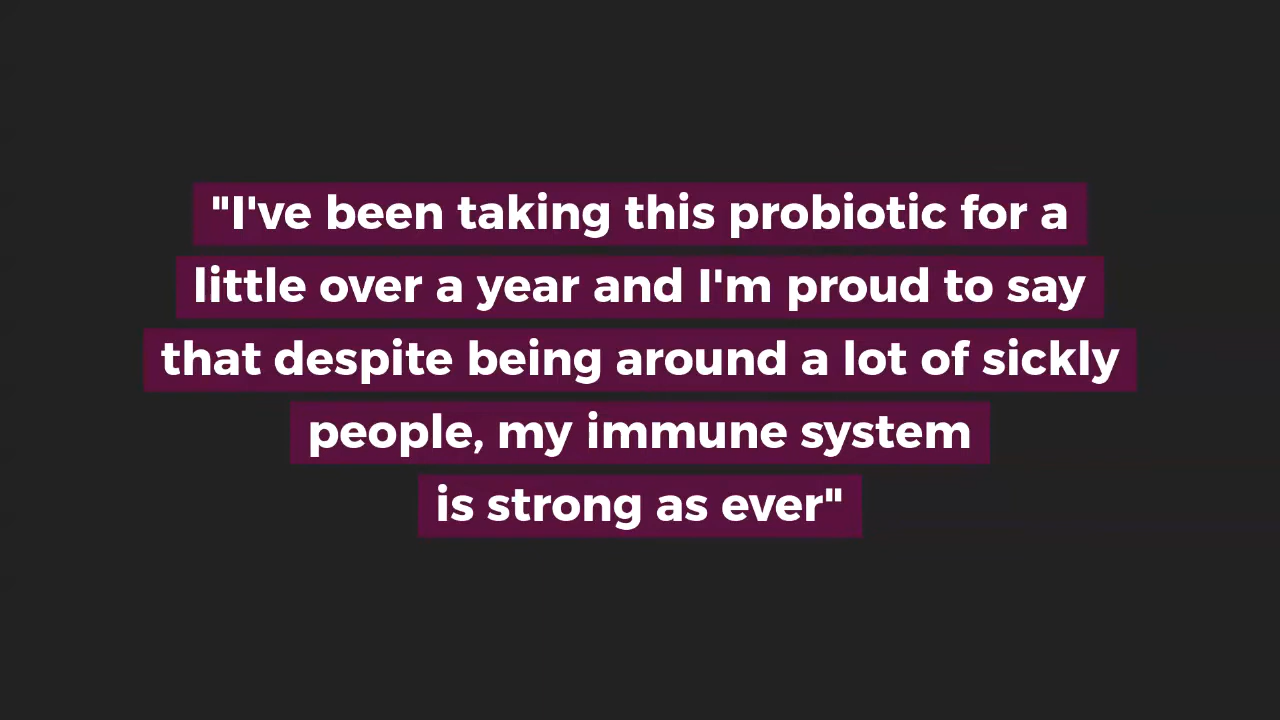 "I've been taking this probiotic for a
little over a year and I'm proud to say
that despite being around a lot of sickly
people, my immune system
is strong as ever"